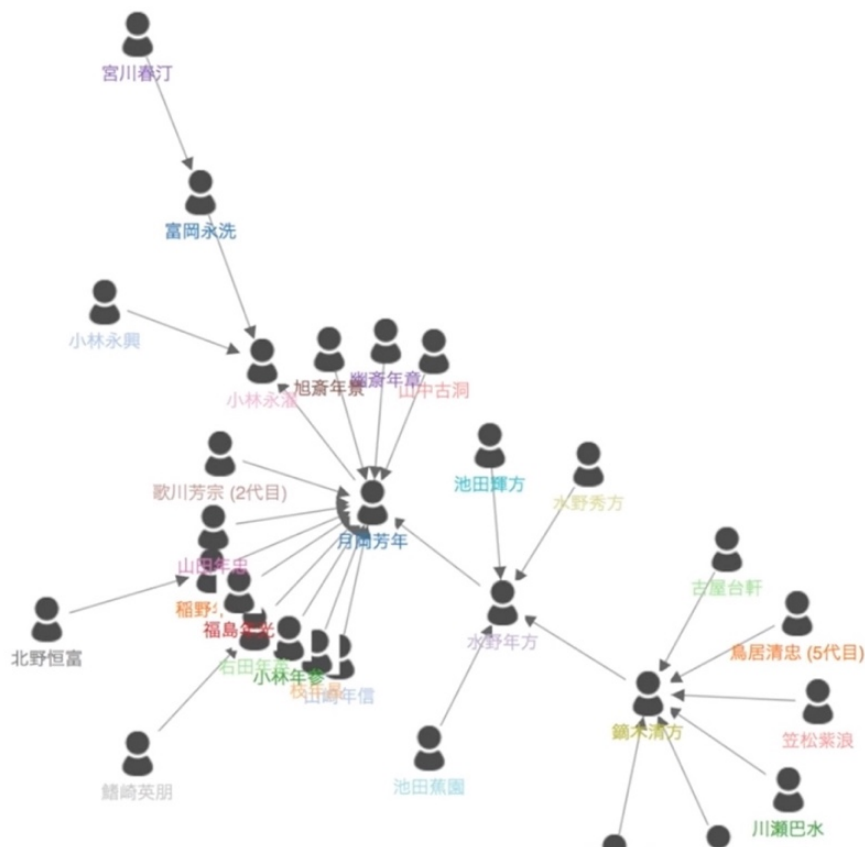 宮川春汀
富岡永洗
小林永興
小林永濯
旭斎年景
幽斎年章
山中古洞
歌川芳宗 (2代目)
池田輝方
水野秀方
月岡芳年
山田年忠
稲野
福島年光
古屋台軒
水野年方
北野恒富
鳥居清忠 (5代目)
石田年英
小林年参
枝年昌
山崎年信
鏑木清方
笠松紫浪
鰭崎英朋
池田蕉園
川瀬巴水